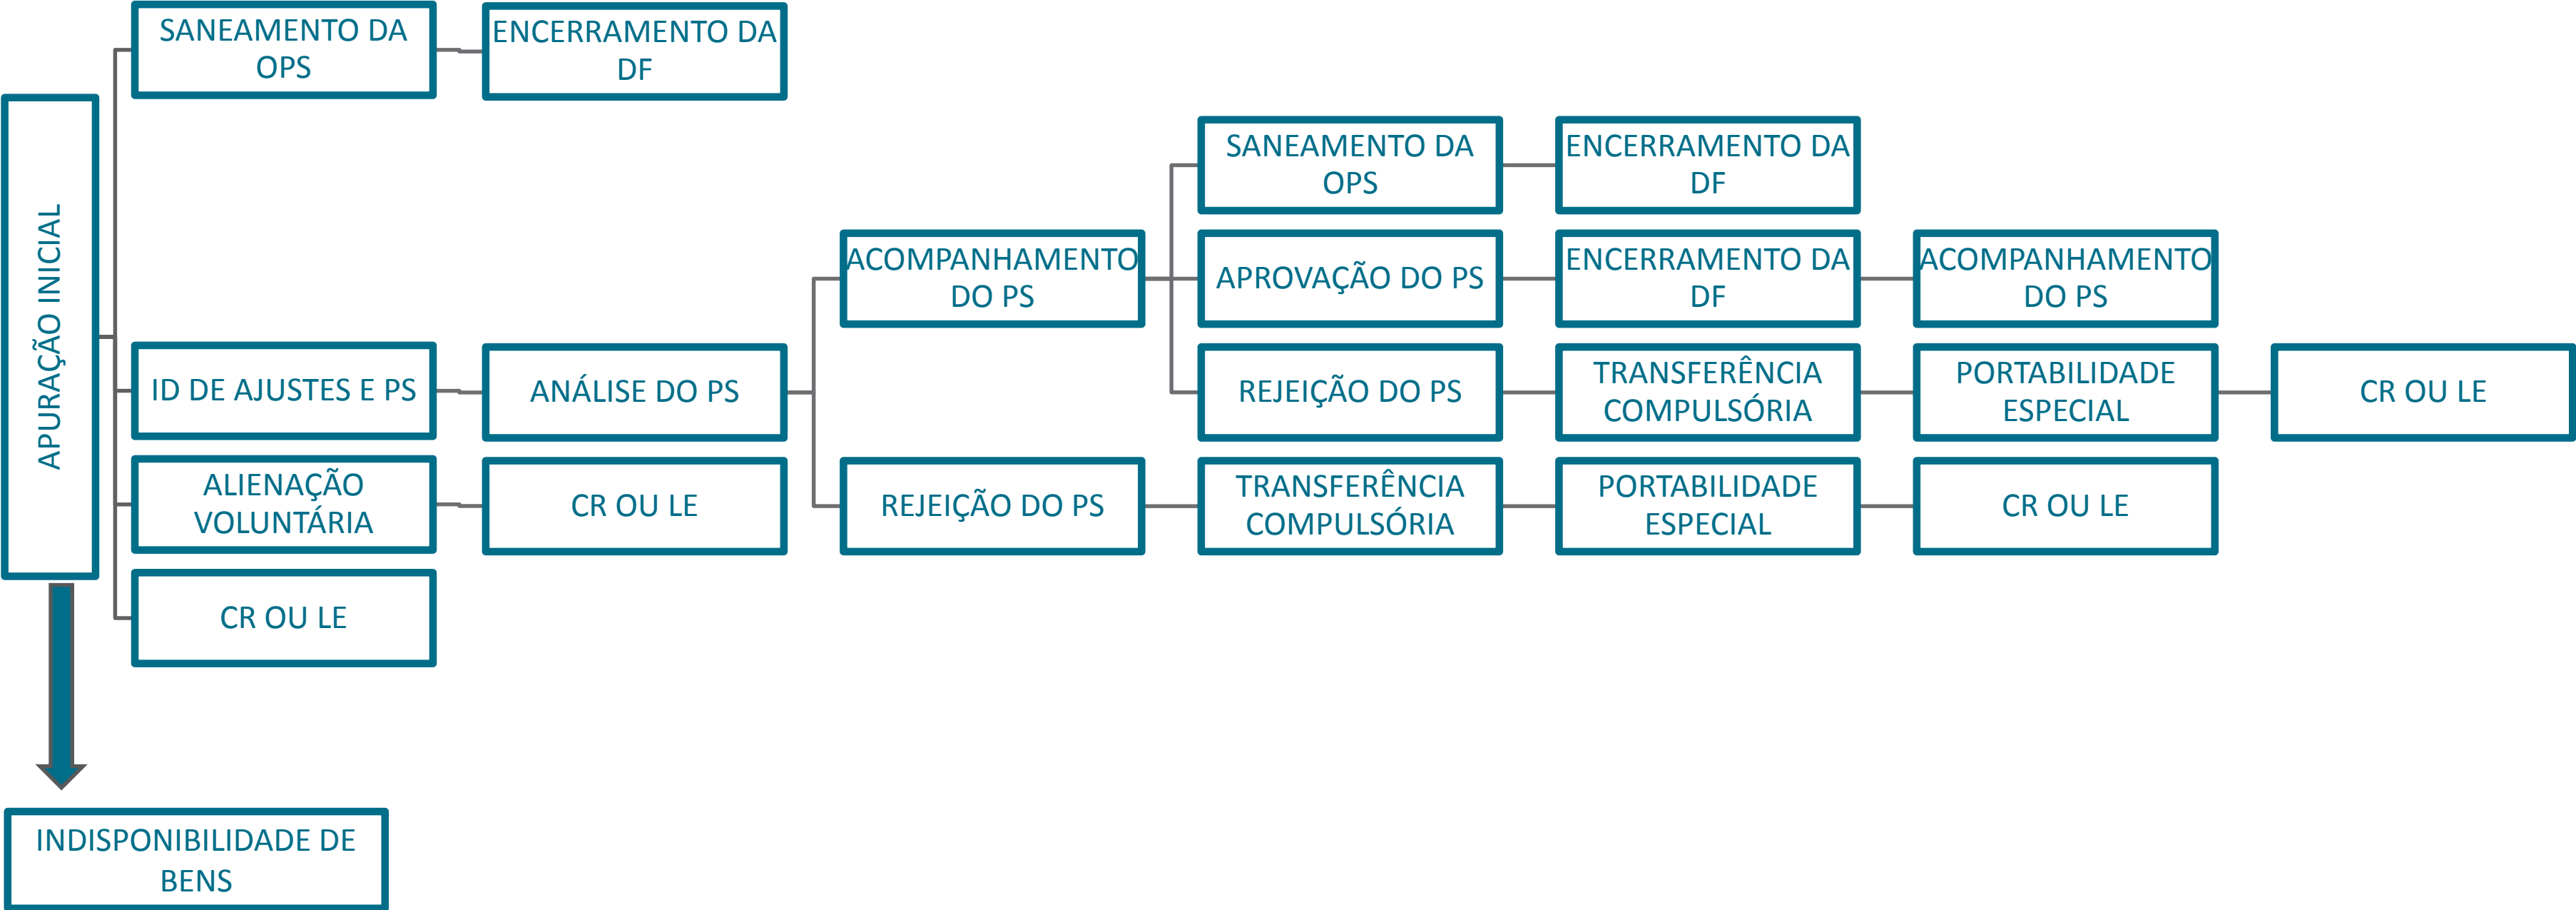 SANEAMENTO DA
OPS
ENCERRAMENTO DA
DF
APURAÇÃO INICIAL
SANEAMENTO DA
OPS
ENCERRAMENTO DA
DF
ACOMPANHAMENTO
DO PS
APROVAÇÃO DO PS
ENCERRAMENTO DA
DF
ACOMPANHAMENTO
DO PS
ID DE AJUSTES E PS
ANÁLISE DO PS
REJEIÇÃO DO PS
TRANSFERÊNCIA
COMPULSÓRIA
PORTABILIDADE
ESPECIAL
CR OU LE
ALIENAÇÃO
VOLUNTÁRIA
CR OU LE
REJEIÇÃO DO PS
TRANSFERÊNCIA
COMPULSÓRIA
PORTABILIDADE
ESPECIAL
CR OU LE
CR OU LE
INDISPONIBILIDADE DE
BENS